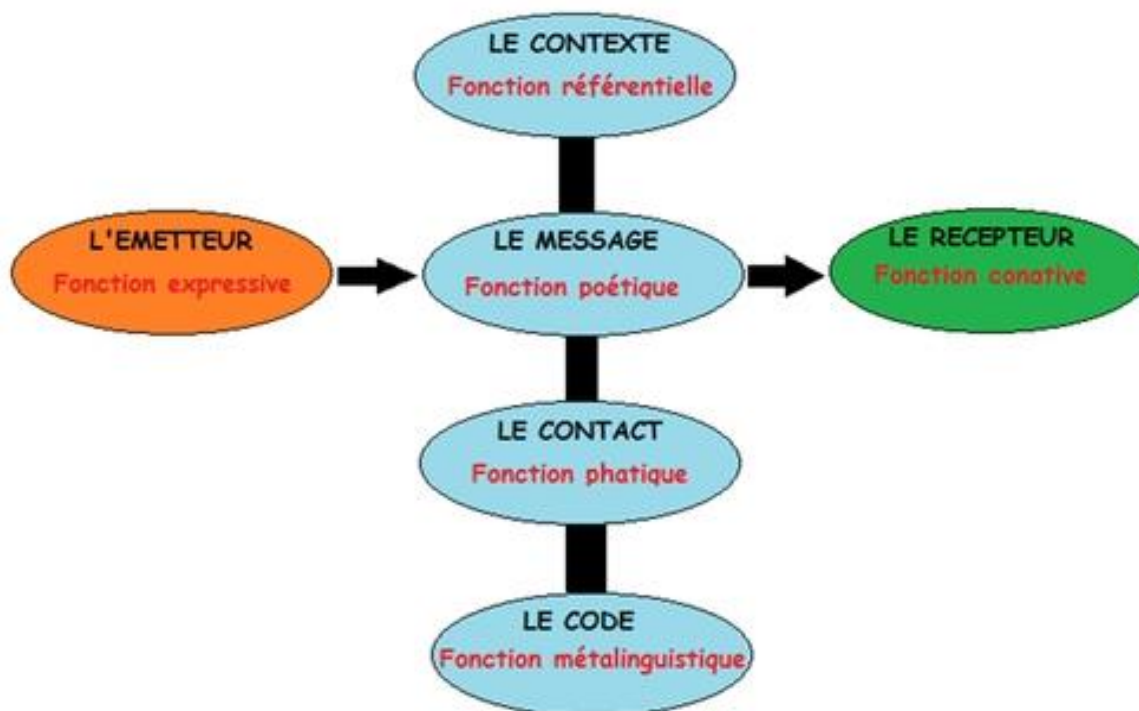 LE CONTEXTE
Fonction référentielle
L'EMETTEUR
Fonction expressive
LE MESSAGE
Fonction poétique
LE RECEPTEUR
Fonction conative
LE CONTACT
Fonction phatique
LE CODE
Fonction métalinguistique